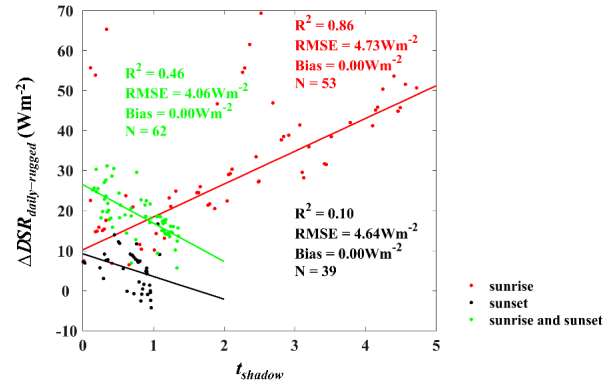 R² = 0.86
RMSE = 4.73Wm⁻²
Bias = 0.00Wm⁻²
N = 53
R² = 0.46
RMSE = 4.06Wm⁻²
Bias = 0.00Wm⁻²
N = 62
R² = 0.10
RMSE = 4.64Wm⁻²
Bias = 0.00Wm⁻²
N = 39
70
60
50
40
30
20
10
0
-10
ΔDSR_daily-rugged (Wm⁻²)
0 1 2 3 4 5
t_shadow
sunrise
sunset
sunrise and sunset